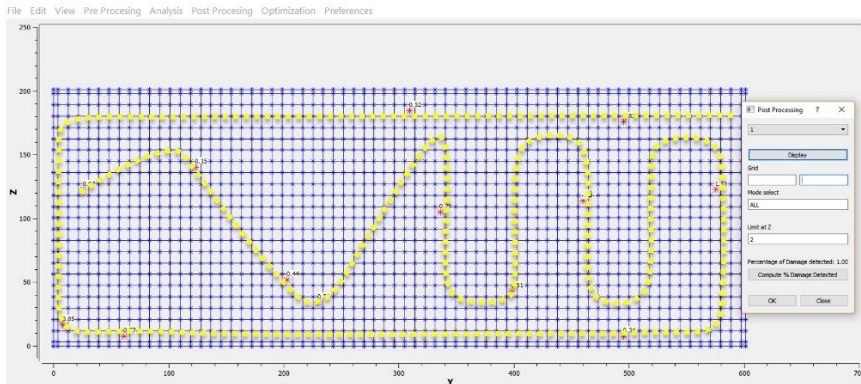 File Edit View Pre Procesing Analysis Post Procesing Optimization Preferences
250
200
150
100
50
0
Z
0 100 200 300 400 500 600 700
Y
0.52
0.15
0.44
Post Processing ? ×
1
Display
Grid
Mode select
ALL
Limit at Z
2
Percentage of Damage detected: 1.00
Compute % Damage Detected
OK Close